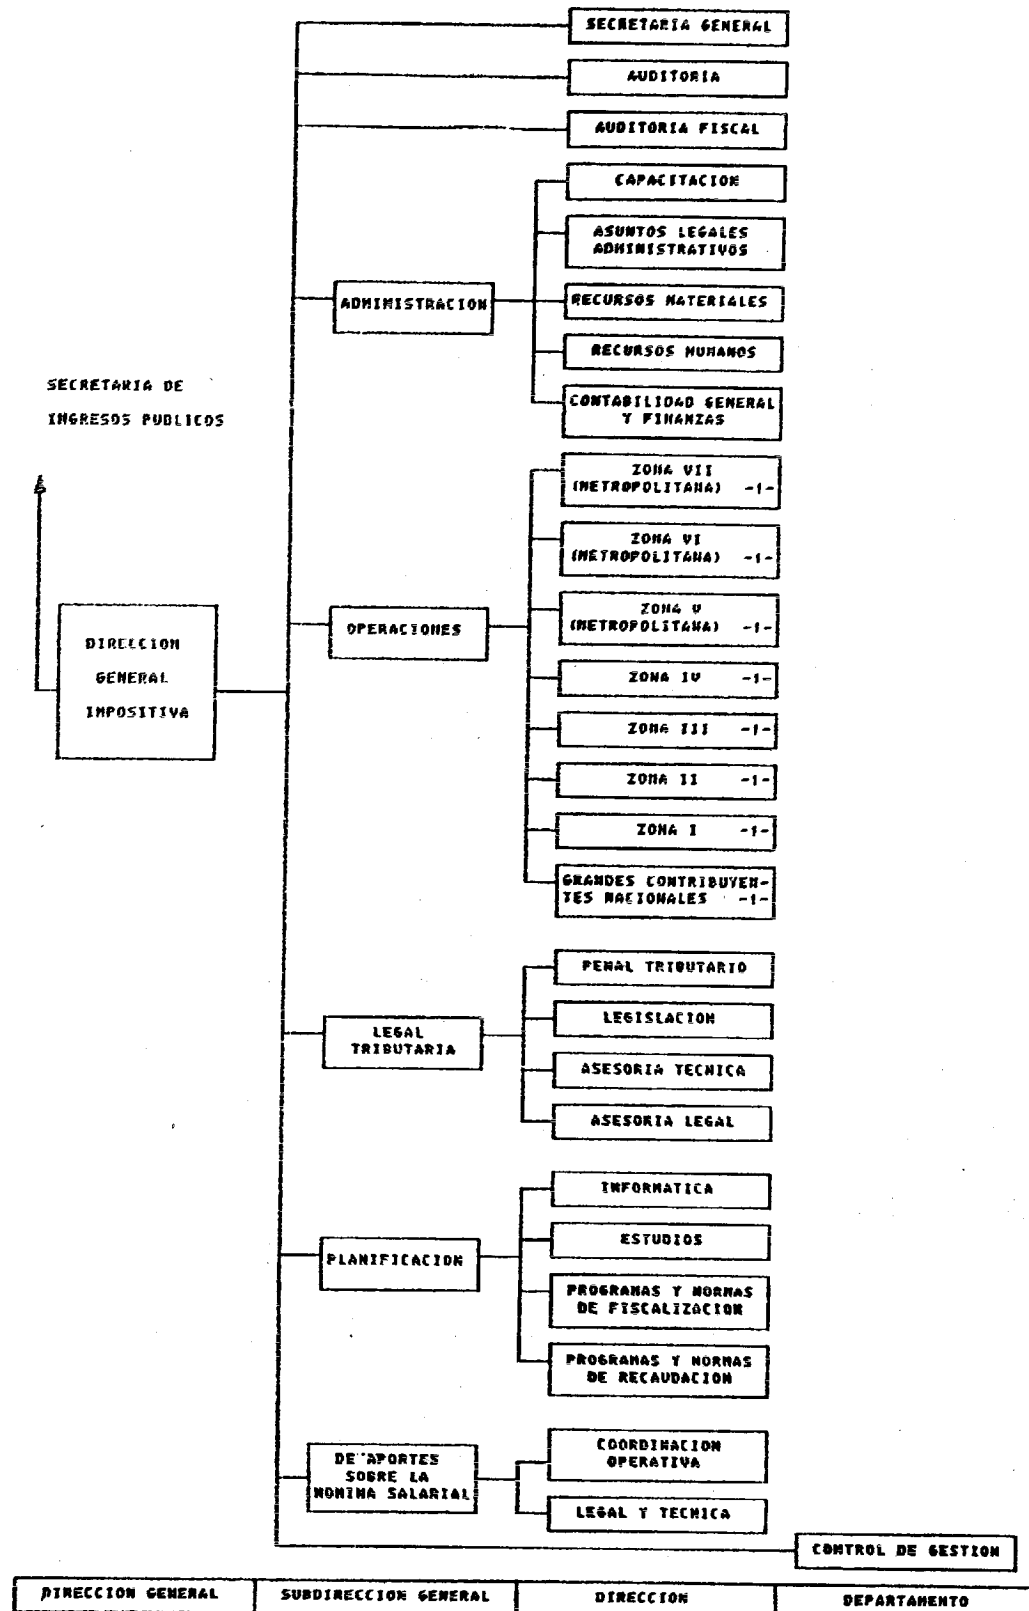 SECRETARIA GENERAL
AUDITORIA
AUDITORIA FISCAL
CAPACITACION
ASUNTOS LEGALES
ADMINISTRATIVOS
ADMINISTRACION
RECURSOS MATERIALES
RECURSOS HUMANOS
CONTABILIDAD GENERAL
Y FINANZAS
SECRETARIA DE
INGRESOS PUBLICOS
ZONA VII
(METROPOLITANA) -1-
ZONA VI
(METROPOLITANA) -1-
ZONA V
(METROPOLITANA) -1-
OPERACIONES
DIRECCION
GENERAL
IMPOSITIVA
ZONA IV -1-
ZONA III -1-
ZONA II -1-
ZONA I -1-
GRANDES CONTRIBUYEN-
TES NACIONALES -1-
PENAL TRIBUTARIO
LEGISLACION
LEGAL
TRIBUTARIA
ASESORIA TECNICA
ASESORIA LEGAL
INFORMATICA
ESTUDIOS
PLANIFICACION
PROGRAMAS Y NORMAS
DE FISCALIZACION
PROGRAMAS Y NORMAS
DE RECAUDACION
DE APORTES
SOBRE LA
NOMINA SALARIAL
COORDINACION
OPERATIVA
LEGAL Y TECNICA
CONTROL DE GESTION
DIRECCION GENERAL
SUBDIRECCION GENERAL
DIRECCION
DEPARTAMENTO